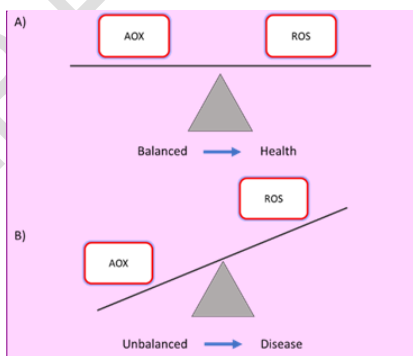 A)
AOX ROS
Balanced Health
ROS
B)
AOX
Unbalanced Disease